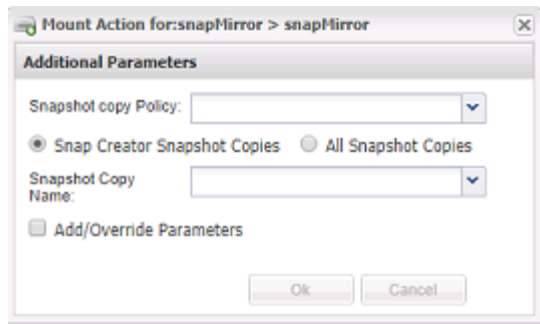 Mount Action for:snapMirror > snapMirror
Additional Parameters
Snapshot copy Policy:
Snap Creator Snapshot Copies All Snapshot Copies
Snapshot Copy
Name:
Add/Override Parameters
Ok Cancel